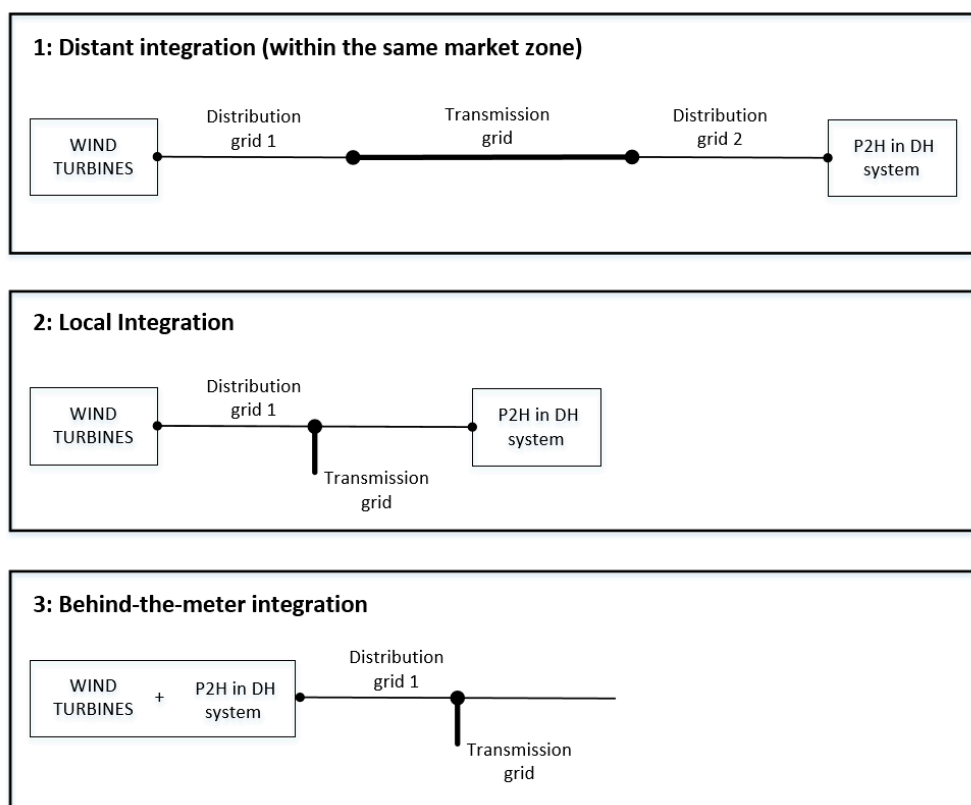 1: Distant integration (within the same market zone)
Distribution
grid 1
Transmission
grid
Distribution
grid 2
WIND
TURBINES
P2H in DH
system
2: Local Integration
Distribution
grid 1
WIND
TURBINES
P2H in DH
system
Transmission
grid
3: Behind-the-meter integration
Distribution
grid 1
WIND
TURBINES
+
P2H in DH
system
Transmission
grid